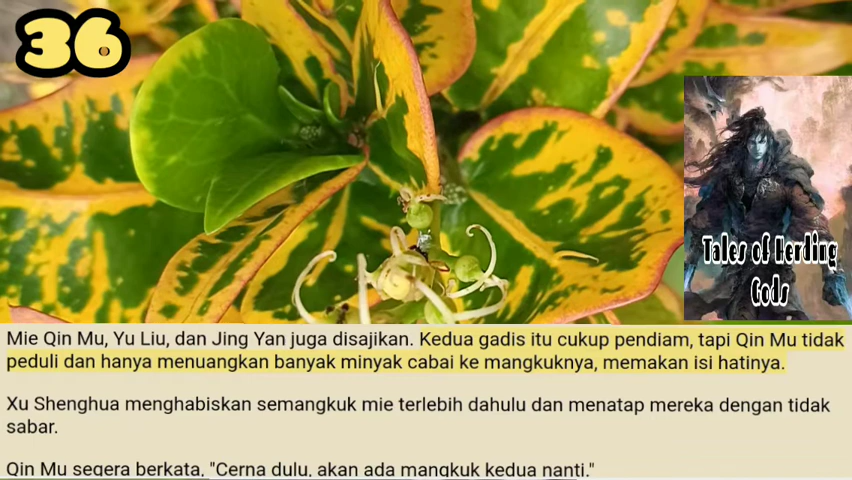 36
Tales of Herding
Gods
Mie Qin Mu, Yu Liu, dan Jing Yan juga disajikan. Kedua gadis itu cukup pendiam, tapi Qin Mu tidak
peduli dan hanya menuangkan banyak minyak cabai ke mangkuknya, memakan isi hatinya.
Xu Shenghua menghabiskan semangkuk mie terlebih dahulu dan menatap mereka dengan tidak
sabar.
Qin Mu segera berkata, "Cerna dulu, akan ada mangkuk kedua nanti."